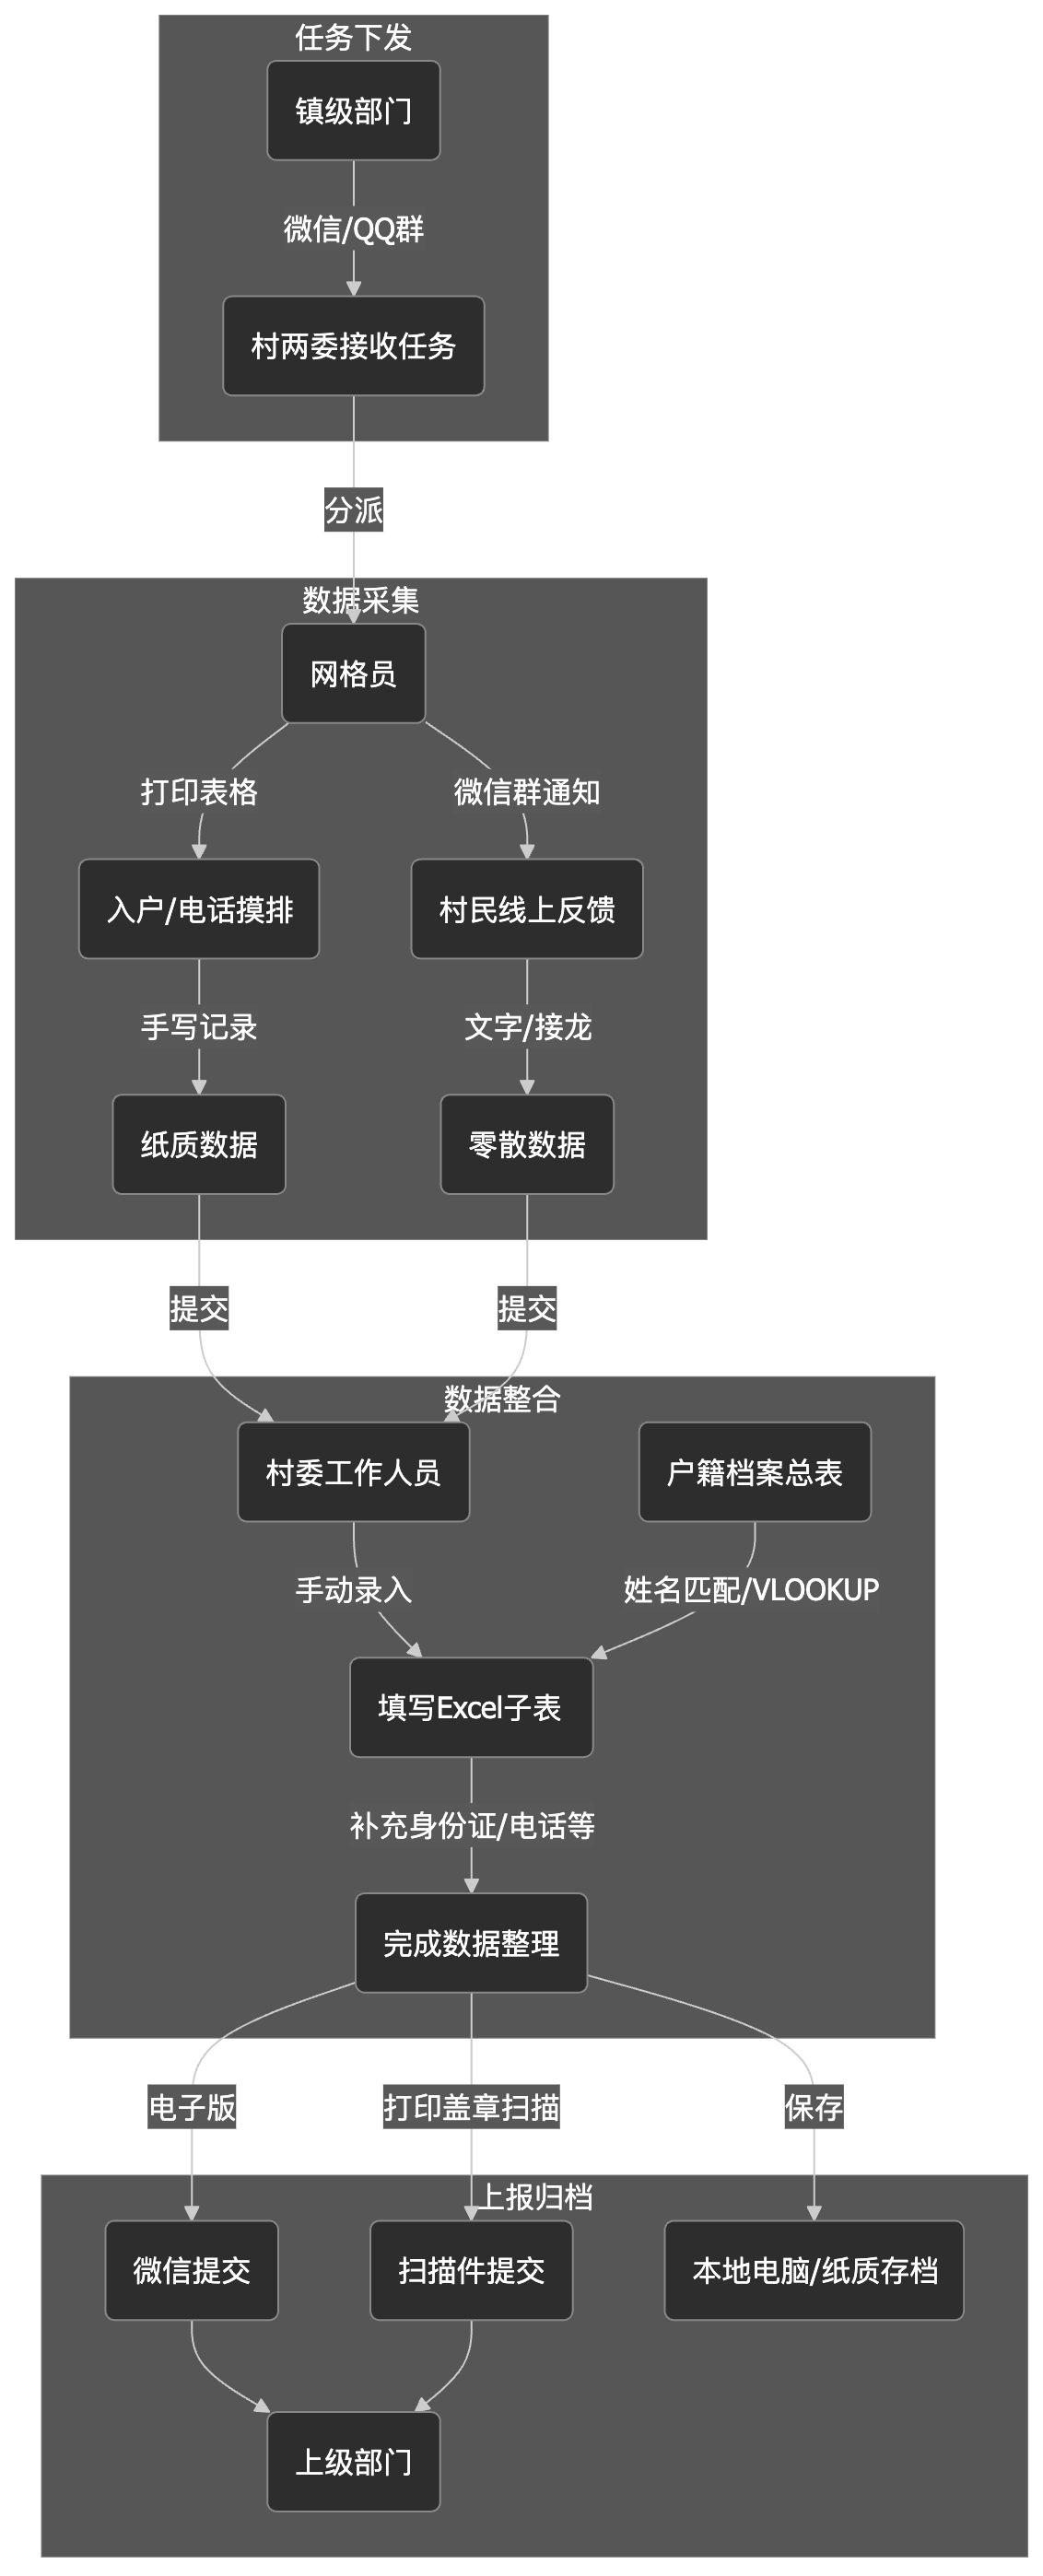 任务下发
镇级部门
微信/QQ群
村两委接收任务
分派
数据采集
网格员
打印表格
微信群通知
入户/电话摸排
村民线上反馈
手写记录
文字/接龙
纸质数据
零散数据
提交
提交
数据整合
村委工作人员
户籍档案总表
手动录入
姓名匹配/VLOOKUP
填写Excel子表
补充身份证/电话等
完成数据整理
电子版
打印盖章扫描
保存
上报归档
微信提交
扫描件提交
本地电脑/纸质存档
上级部门